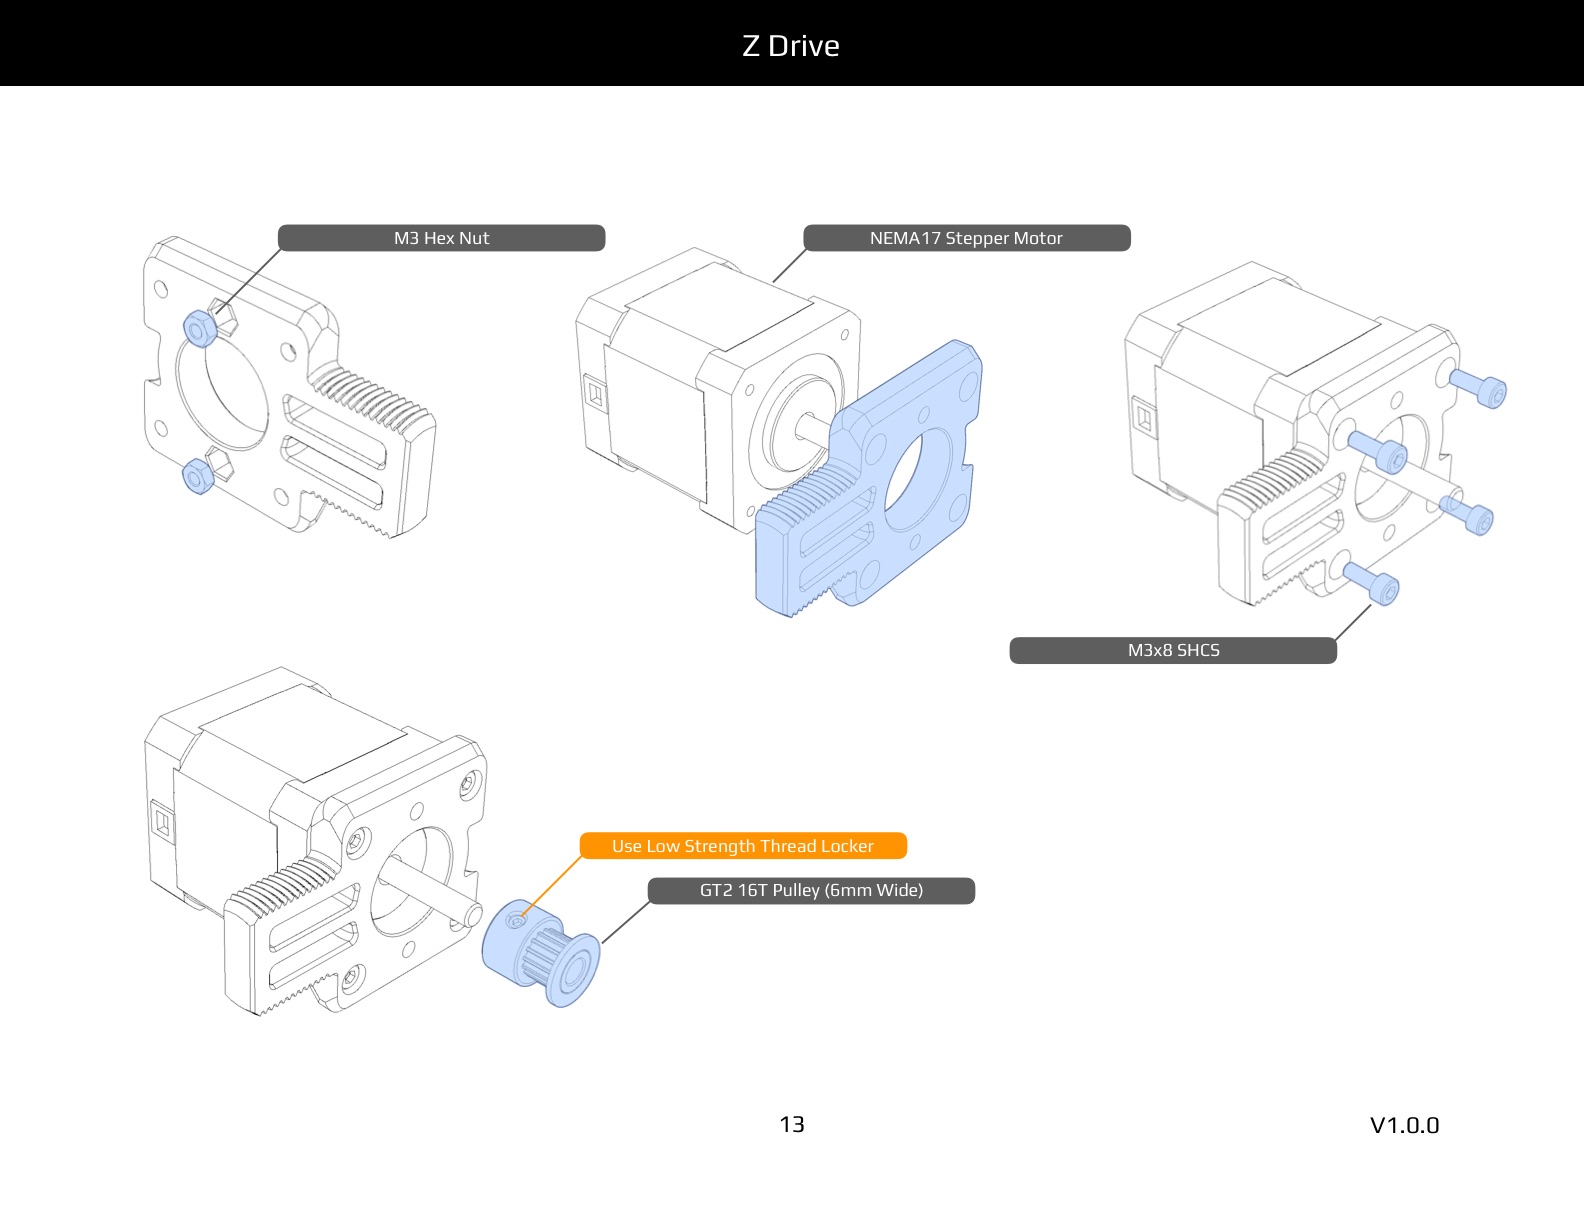 Z Drive
M3 Hex Nut
NEMA17 Stepper Motor
M3x8 SHCS
Use Low Strength Thread Locker
GT2 16T Pulley (6mm Wide)
13
V1.0.0